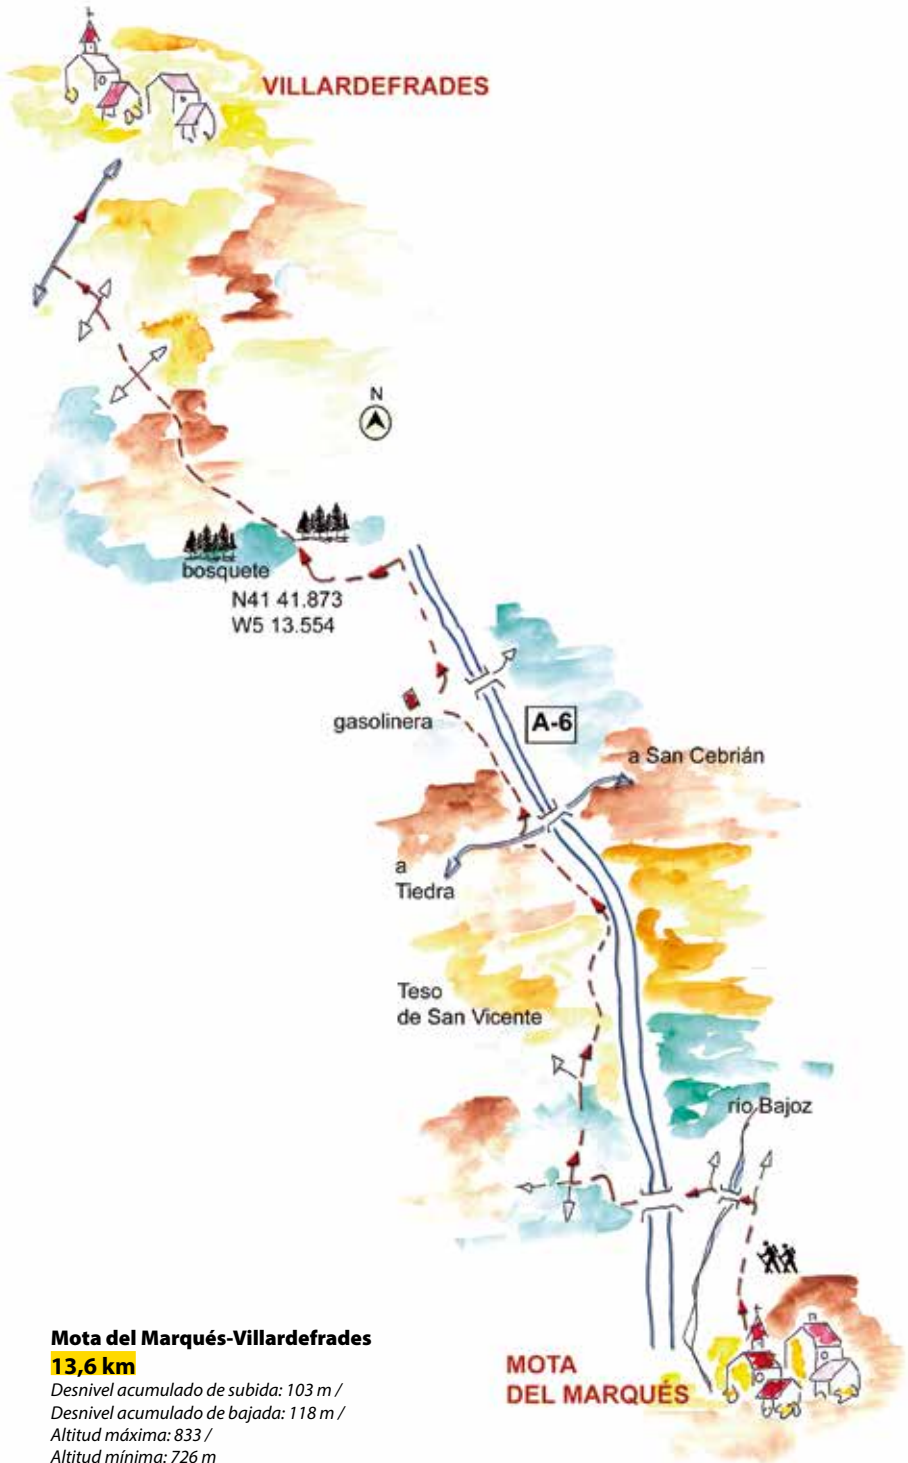 VILLARDEFRADES
N
bosquete
N41 41.873
W5 13.554
gasolinera
A-6
a San Cebrián
a
Tiedra
Teso
de San Vicente
río Bajoz
MOTA
DEL MARQUÉS
Mota del Marqués-Villardefrades
13,6 km
Desnivel acumulado de subida: 103 m /
Desnivel acumulado de bajada: 118 m /
Altitud máxima: 833 /
Altitud mínima: 726 m